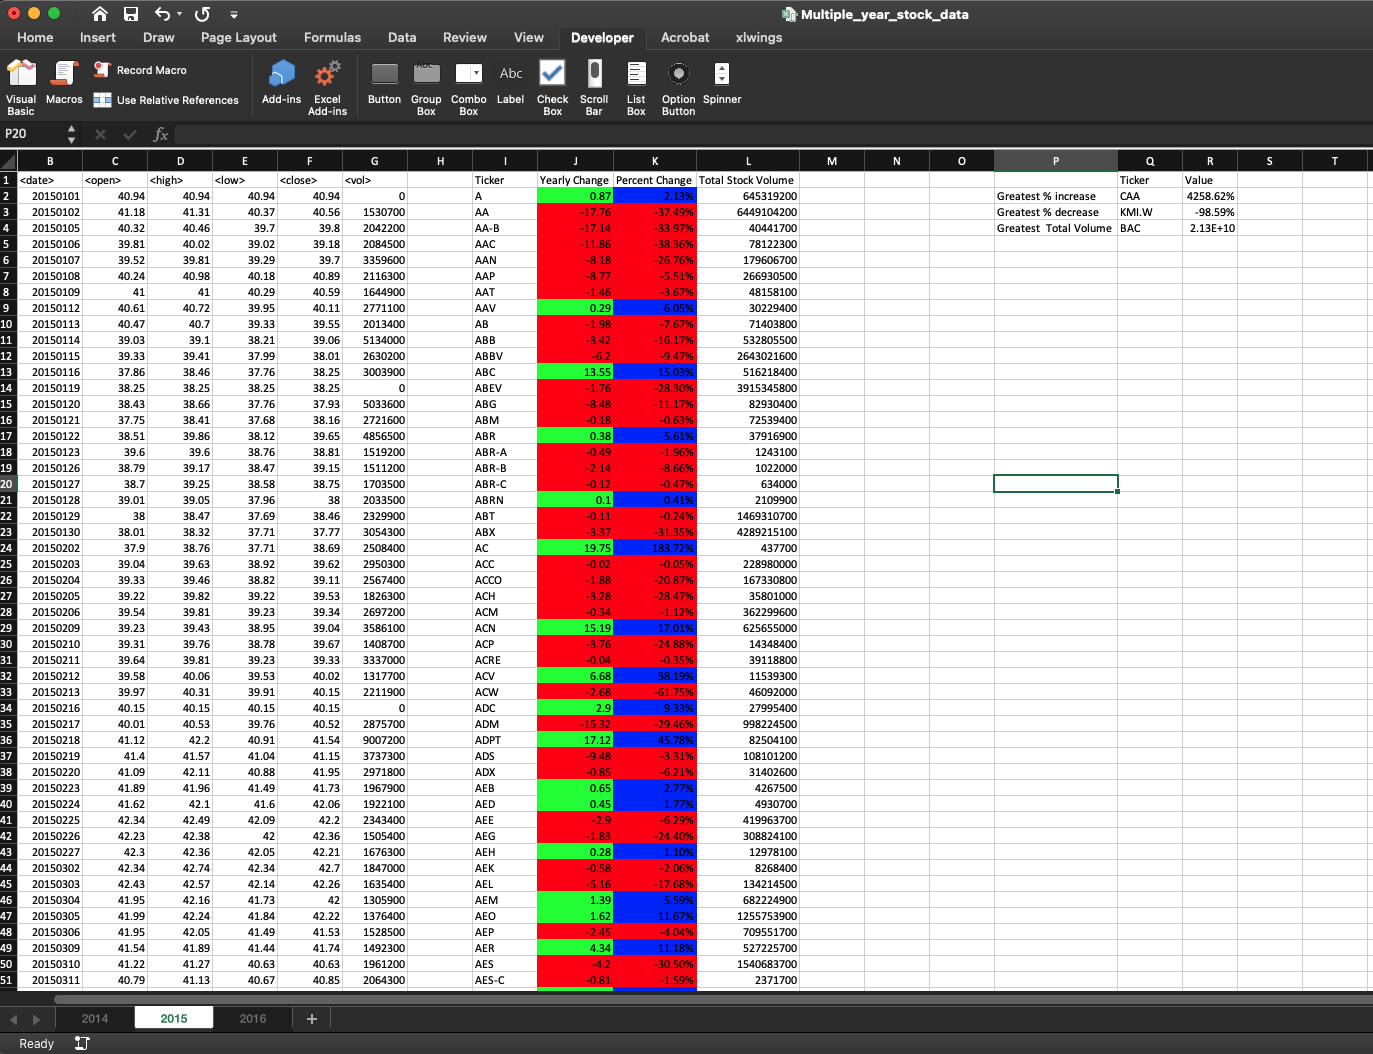 Multiple_year_stock_data
Home Insert Draw Page Layout Formulas Data Review View Developer Acrobat xlwings
Visual Basic Macros Record Macro Use Relative References Add-ins Excel Add-ins Button Group Box Combo Box Abc Label Check Box Scroll Bar List Box Option Button Spinner
P20 fx
B C D E F G H I J K L M N O P Q R S T
1 <date> <open> <high> <low> <close> <vol> Ticker Yearly Change Percent Change Total Stock Volume Ticker Value
2 20150101 40.94 40.94 40.94 40.94 0 A 0.87 2.13% 645319200 Greatest % increase CAA 4258.62%
3 20150102 41.18 41.31 40.37 40.56 1530700 AA -17.76 -37.49% 6449104200 Greatest % decrease KMI.W -98.59%
4 20150105 40.32 40.46 39.7 39.8 2042200 AA-B -17.14 -33.97% 40441700 Greatest Total Volume BAC 2.13E+10
5 20150106 39.81 40.02 39.02 39.18 2084500 AAC -11.86 -38.36% 78122300
6 20150107 39.52 39.81 39.29 39.7 3359600 AAN -8.18 -26.76% 179606700
7 20150108 40.24 40.98 40.18 40.89 2116300 AAP -8.77 -5.51% 266930500
8 20150109 41 41 40.29 40.59 1644900 AAT -1.46 -3.67% 48158100
9 20150112 40.61 40.72 39.95 40.11 2771100 AAV 0.29 6.05% 30229400
10 20150113 40.47 40.7 39.33 39.55 2013400 AB -1.98 -7.67% 71403800
11 20150114 39.03 39.1 38.21 39.06 5134000 ABB -3.42 -16.17% 532805500
12 20150115 39.33 39.41 37.99 38.01 2630200 ABBV -6.2 -9.47% 2643021600
13 20150116 37.86 38.46 37.76 38.25 3003900 ABC 13.55 15.03% 516218400
14 20150119 38.25 38.25 38.25 38.25 0 ABEV -1.76 -28.30% 3915345800
15 20150120 38.43 38.66 37.76 37.93 5033600 ABG -8.48 -11.17% 82930400
16 20150121 37.75 38.41 37.68 38.16 2721600 ABM -0.18 -0.63% 72539400
17 20150122 38.51 39.86 38.12 39.65 4856500 ABR 0.38 5.61% 37916900
18 20150123 39.6 39.6 38.76 38.81 1519200 ABR-A -0.49 -1.96% 1243100
19 20150126 38.79 39.17 38.47 39.15 1511200 ABR-B -2.14 -8.66% 1022000
20 20150127 38.7 39.25 38.58 38.75 1703500 ABR-C -0.12 -0.47% 634000
21 20150128 39.01 39.05 37.96 38 2033500 ABRN 0.1 0.41% 2109900
22 20150129 38 38.47 37.69 38.46 2329900 ABT -0.11 -0.24% 1469310700
23 20150130 38.01 38.32 37.71 37.77 3054300 ABX -3.37 -31.35% 4289215100
24 20150202 37.9 38.76 37.71 38.69 2508400 AC 19.75 183.72% 437700
25 20150203 39.04 39.63 38.92 39.62 2950300 ACC -0.02 -0.05% 228980000
26 20150204 39.33 39.46 38.82 39.11 2567400 ACCO -1.88 -20.87% 167330800
27 20150205 39.22 39.82 39.22 39.53 1826300 ACH -3.28 -28.47% 35801000
28 20150206 39.54 39.81 39.23 39.34 2697200 ACM -0.34 -1.12% 362299600
29 20150209 39.23 39.43 38.95 39.04 3586100 ACN 15.19 17.01% 625655000
30 20150210 39.31 39.76 38.78 39.67 1408700 ACP -3.76 -24.88% 14348400
31 20150211 39.64 39.81 39.23 39.33 3337000 ACRE -0.04 -0.35% 39118800
32 20150212 39.58 40.06 39.53 40.02 1317700 ACV 6.68 58.19% 11539300
33 20150213 39.97 40.31 39.91 40.15 2211900 ACW -2.68 -61.75% 46092000
34 20150216 40.15 40.15 40.15 40.15 0 ADC 2.9 9.33% 27995400
35 20150217 40.01 40.53 39.76 40.52 2875700 ADM -15.32 -29.46% 998224500
36 20150218 41.12 42.2 40.91 41.54 9007200 ADPT 17.12 45.78% 82504100
37 20150219 41.4 41.57 41.04 41.15 3737300 ADS -9.48 -3.31% 108101200
38 20150220 41.09 42.11 40.88 41.95 2971800 ADX -0.85 -6.21% 31402600
39 20150223 41.89 41.96 41.49 41.73 1967900 AEB 0.65 2.77% 4267500
40 20150224 41.62 42.1 41.6 42.06 1922100 AED 0.45 1.77% 4930700
41 20150225 42.34 42.49 42.09 42.2 2343400 AEE -2.9 -6.29% 419963700
42 20150226 42.23 42.38 42 42.36 1505400 AEG -1.83 -24.40% 308824100
43 20150227 42.3 42.36 42.05 42.21 1676300 AEH 0.28 1.10% 12978100
44 20150302 42.34 42.74 42.34 42.7 1847000 AEK -0.58 -2.06% 8268400
45 20150303 42.43 42.57 42.14 42.26 1635400 AEL -5.16 -17.68% 134214500
46 20150304 41.95 42.16 41.73 42 1305900 AEM 1.39 5.59% 682224900
47 20150305 41.99 42.24 41.84 42.22 1376400 AEO 1.62 11.67% 1255753900
48 20150306 41.95 42.05 41.49 41.53 1528500 AEP -2.45 -4.04% 709551700
49 20150309 41.54 41.89 41.44 41.74 1492300 AER 4.34 11.18% 527225700
50 20150310 41.22 41.27 40.63 40.63 1961200 AES -4.2 -30.50% 1540683700
51 20150311 40.79 41.13 40.67 40.85 2064300 AES-C -0.81 -1.59% 2371700
2014 2015 2016 +
Ready